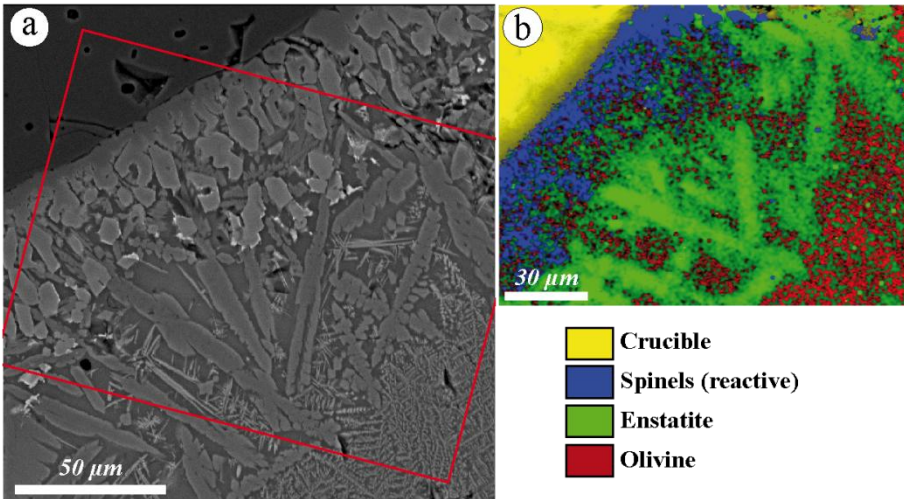 a
50 µm
b
30 µm
Crucible
Spinels (reactive)
Enstatite
Olivine